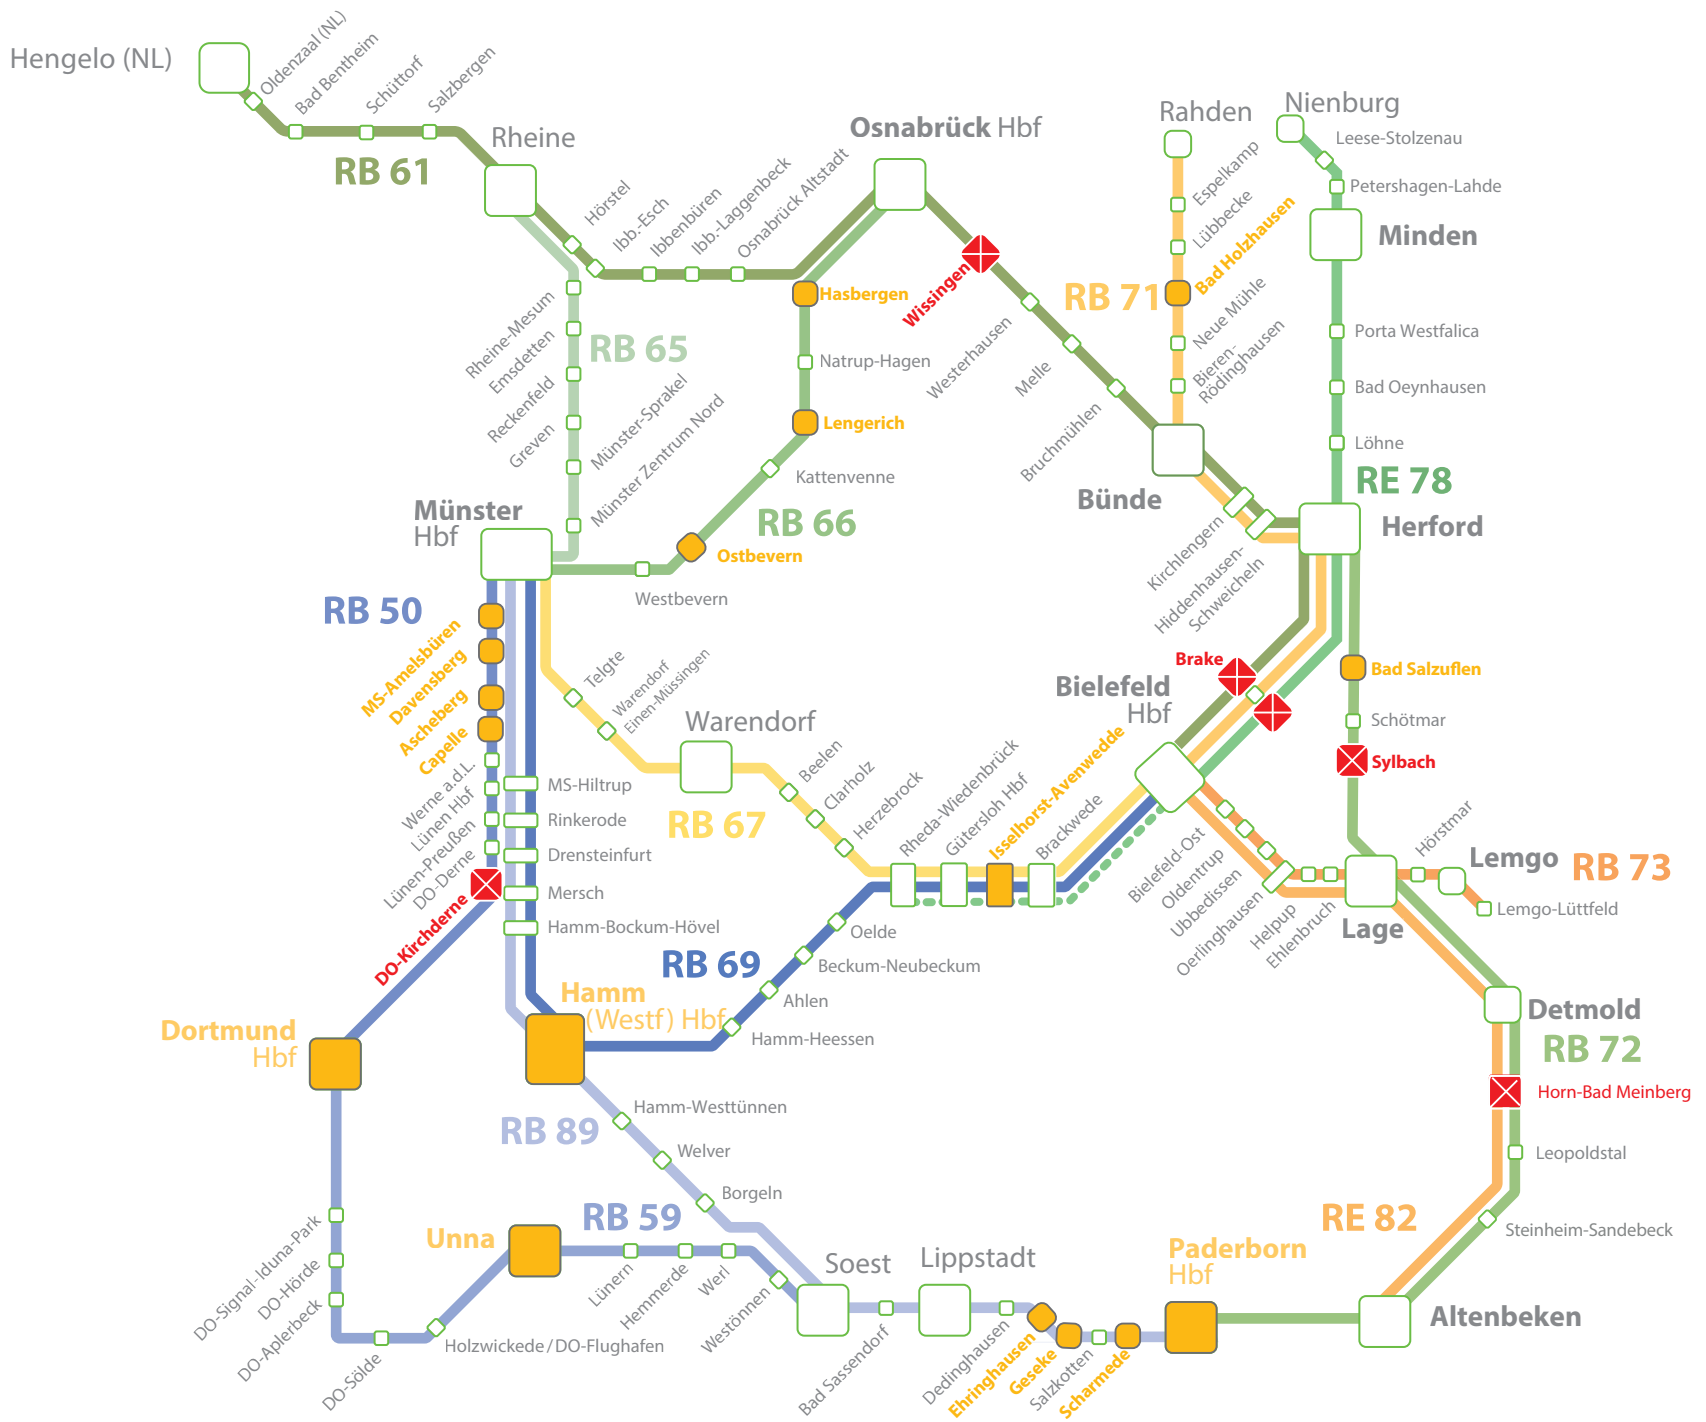 Hengelo (NL)
Oldenzaal (NL)
Bad Bentheim
Schüttorf
Salzbergen
RB 61
Rheine
Hörstel
Ibb.-Esch
Ibbenbüren
Ibb.-Laggenbeck
Osnabrück Altstadt
Osnabrück Hbf
Hasbergen
Natrup-Hagen
Lengerich
Kattenvenne
RB 66
Ostbevern
Westbevern
Rheine-Mesum
Emsdetten
Reckenfeld
Greven
Münster-Sprakel
Münster Zentrum Nord
RB 65
Wissingen
Westerhausen
Melle
Bruchmühlen
Rahden
Espelkamp
Lübbecke
Bad Holzhausen
RB 71
Neue Mühle
Bieren-
Rödinghausen
Bünde
Nienburg
Leese-Stolzenau
Petershagen-Lahde
Minden
Porta Westfalica
Bad Oeynhausen
Löhne
RE 78
Herford
Kirchlengern
Hiddenhausen-
Schweicheln
Münster
Hbf
RB 50
MS-Amelsbüren
Davensberg
Ascheberg
Capelle
Werne a.d.L.
Lünen Hbf
Lünen-Preußen
DO-Derne
DO-Kirchderne
MS-Hiltrup
Rinkerode
Drensteinfurt
Mersch
Hamm-Bockum-Hövel
Telgte
Warendorf
Einen-Müssingen
Warendorf
RB 67
Beelen
Clarholz
Herzebrock
Rheda-Wiedenbrück
Gütersloh Hbf
Isselhorst-Avenwedde
Brackwede
Brake
Bielefeld
Hbf
Bad Salzuflen
Schötmar
Sylbach
Bielefeld-Ost
Oldentrup
Ubbedissen
Oerlinghausen
Helpup
Ehlenbruch
Lage
Hörstmar
Lemgo
RB 73
Lemgo-Lüttfeld
RB 69
Oelde
Beckum-Neubeckum
Ahlen
Hamm-Heessen
Hamm
(Westf) Hbf
Dortmund
Hbf
Detmold
RB 72
Horn-Bad Meinberg
Leopoldstal
Steinheim-Sandebeck
RE 82
Altenbeken
RB 89
Hamm-Westtünnen
Welver
Borgeln
RB 59
Unna
DO-Signal-Iduna-Park
DO-Hörde
DO-Aplerbeck
DO-Sölde
Holzwickede / DO-Flughafen
Lünern
Hemmerde
Werl
Westönnen
Soest
Bad Sassendorf
Lippstadt
Dedinghausen
Ehringhausen
Geseke
Salzkotten
Scharmede
Paderborn
Hbf